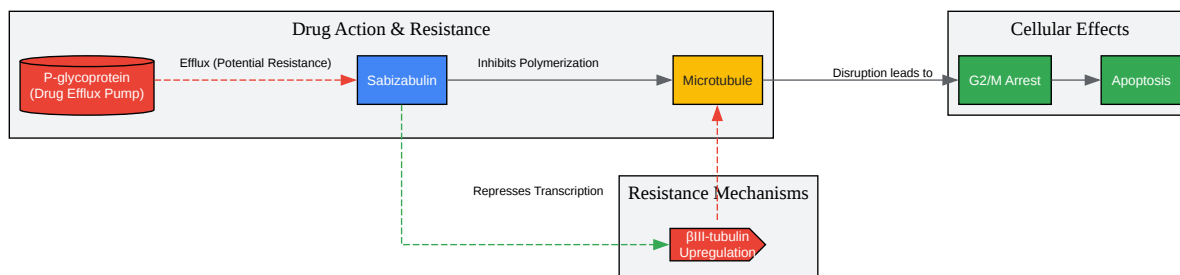 Drug Action & Resistance
Cellular Effects
P-glycoprotein
(Drug Efflux Pump)
Efflux (Potential Resistance)
Sabizabulin
Inhibits Polymerization
Microtubule
Disruption leads to
G2/M Arrest
Apoptosis
Represses Transcription
Resistance Mechanisms
βIII-tubulin
Upregulation